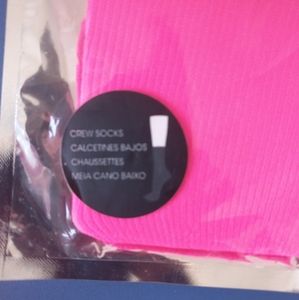 CREW SOCKS
CALCETINES BAJOS
CHAUSSETTES
MEIA CANO BAIXO